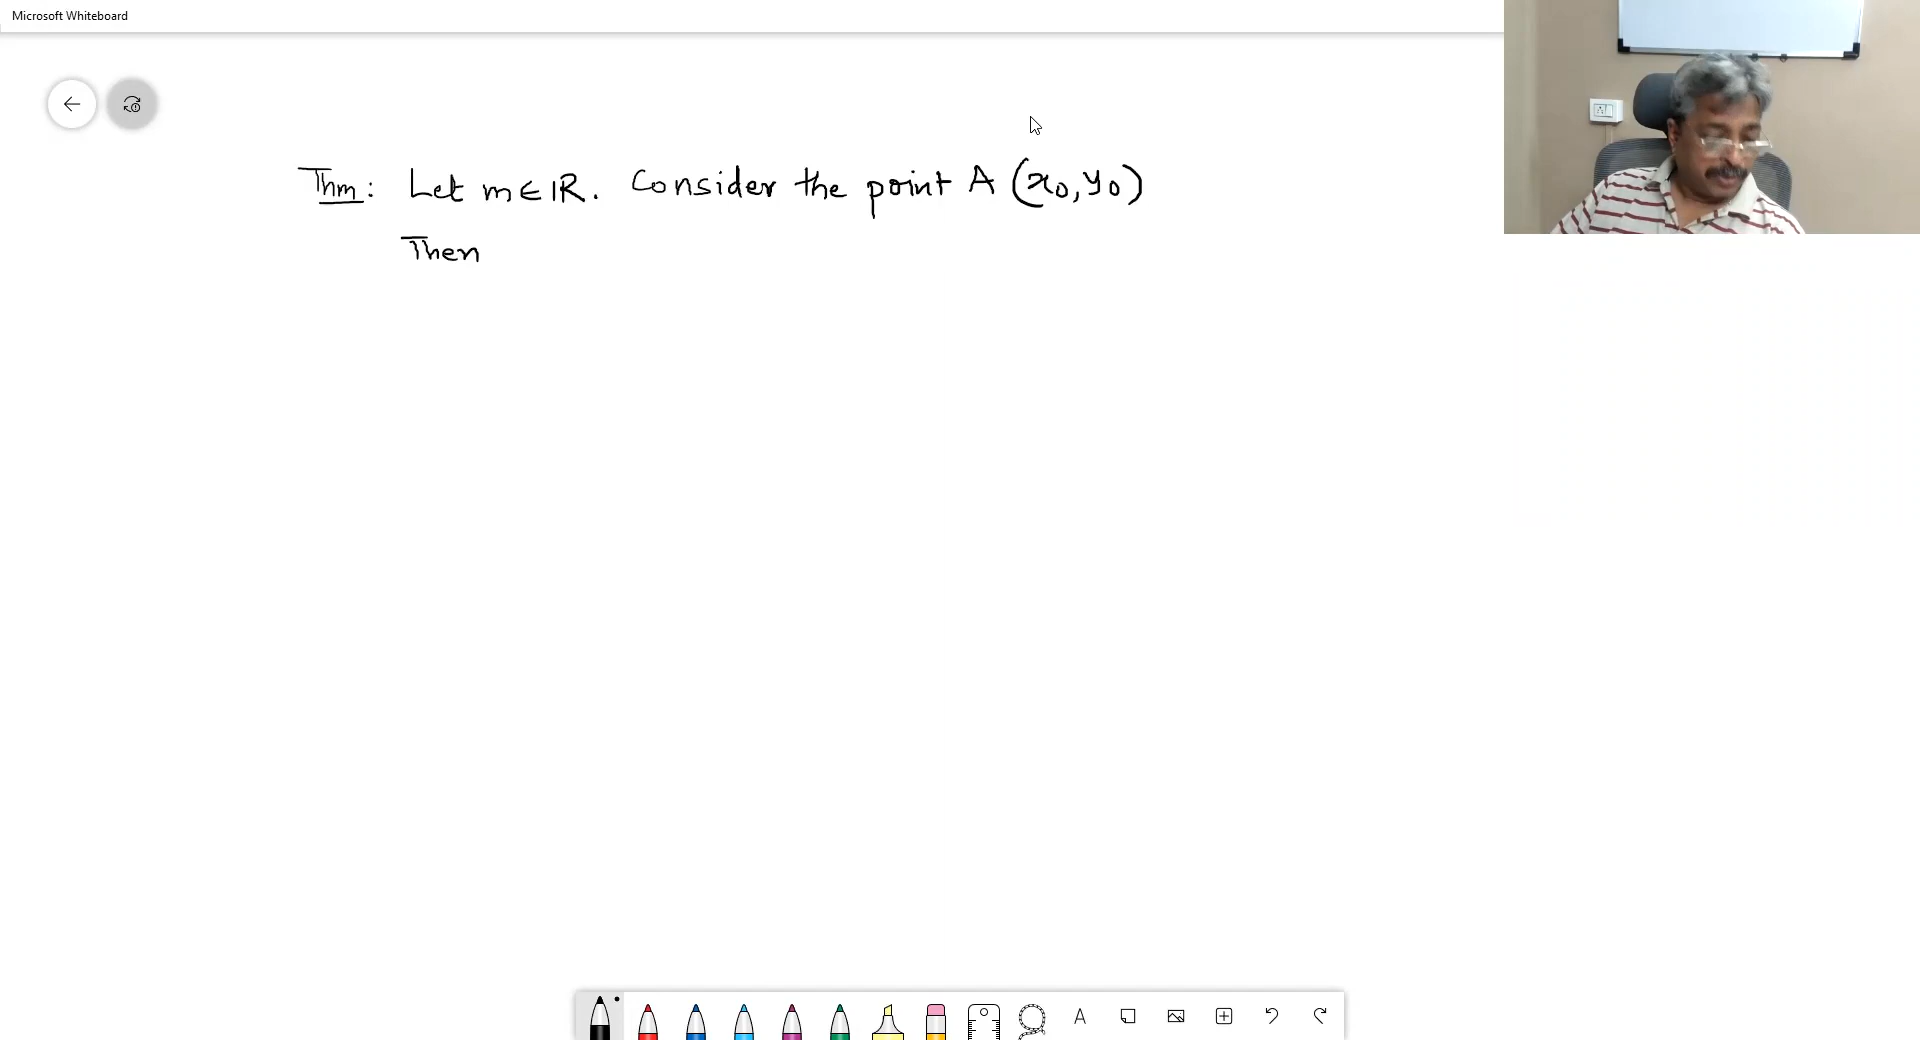 Microsoft Whiteboard
Thm: Let m∈ℝ. Consider the point A (x₀,y₀)
Then
A